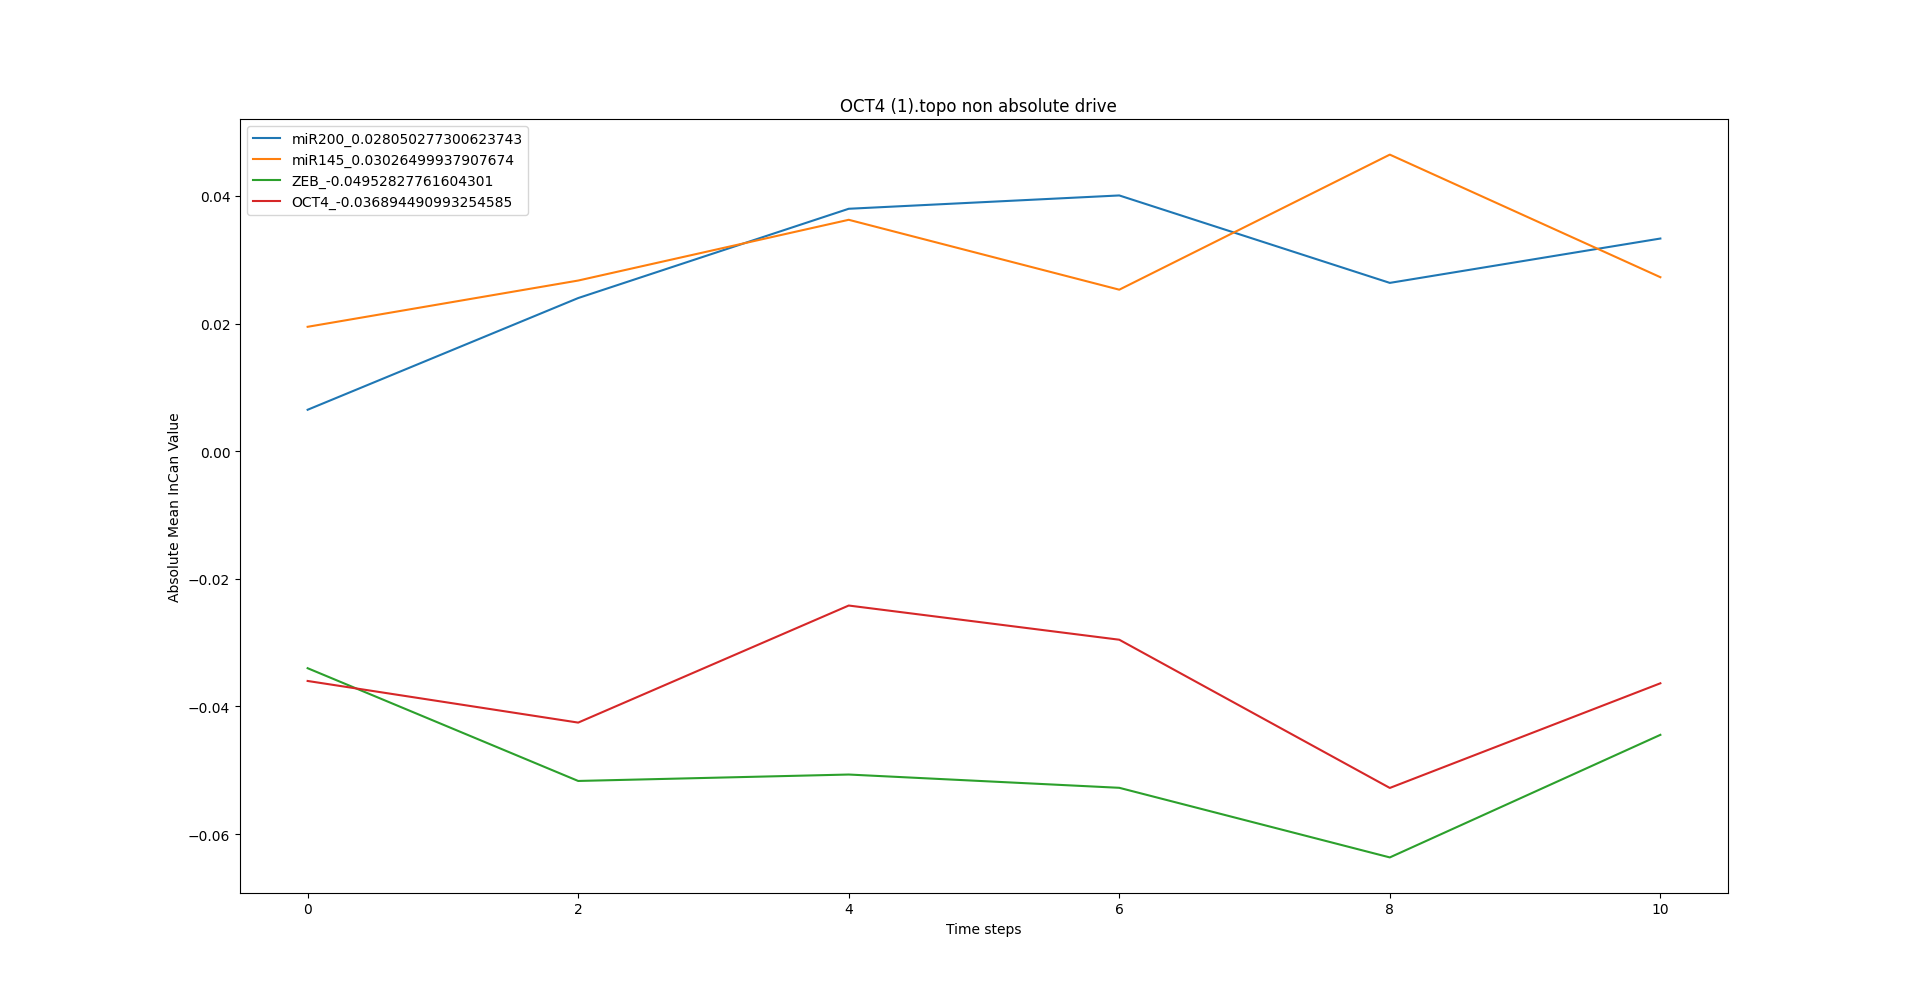 OCT4 (1).topo non absolute drive
miR200_0.028050277300623743
miR145_0.03026499937907674
ZEB_-0.04952827761604301
OCT4_-0.036894490993254585
Absolute Mean InCan Value
0.04
0.02
0.00
−0.02
−0.04
−0.06
0 2 4 6 8 10
Time steps